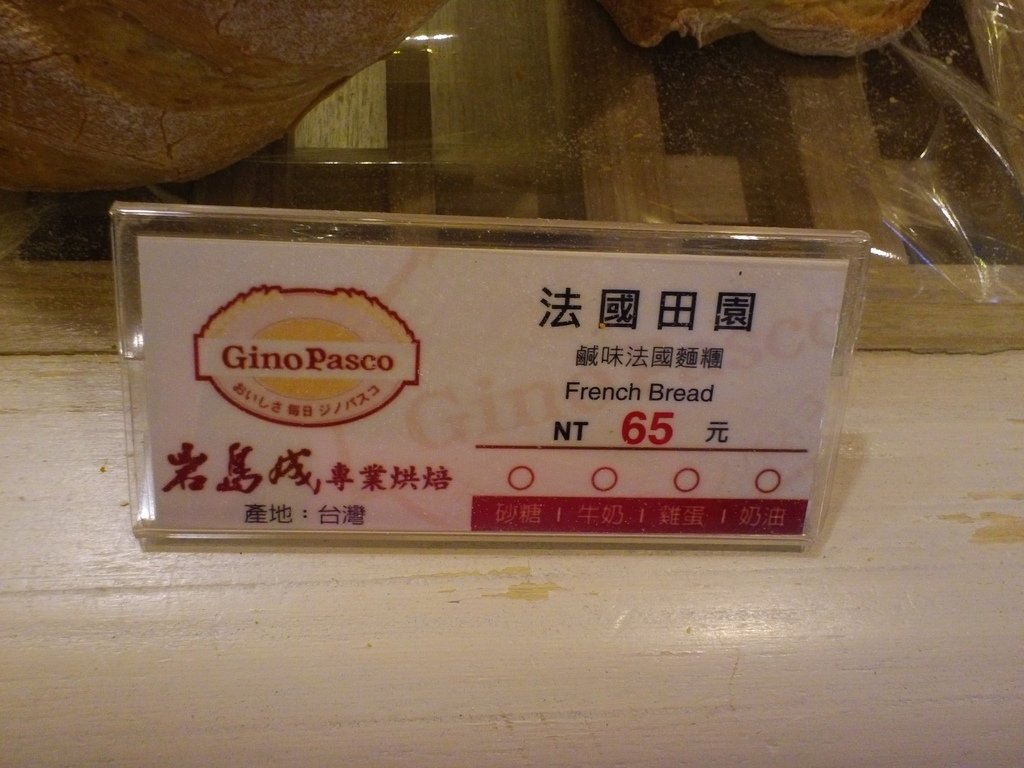 GinoPasco
おいしさ 毎日 ジノパスコ
岩島成 專業烘焙
產地：台灣
法國田園
鹹味法國麵糰
French Bread
NT 65 元
砂糖 | 牛奶 | 雞蛋 | 奶油